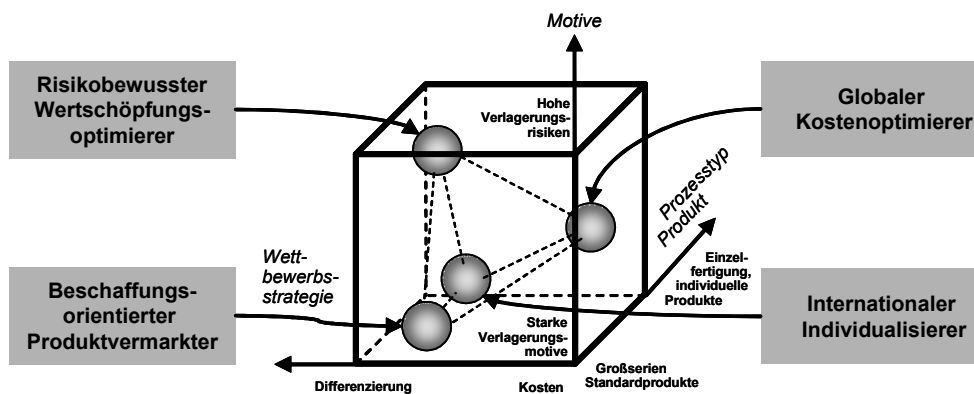 Motive
Risikobewusster
Wertschöpfungs-
optimierer
Globaler
Kostenoptimierer
Hohe
Verlagerungs-
risiken
Prozesstyp
Produkt
Wett-
bewerbs-
strategie
Einzel-
fertigung,
individuelle
Produkte
Beschaffungs-
orientierter
Produktvermarkter
Internationaler
Individualisierer
Starke
Verlagerungs-
motive
Differenzierung
Kosten
Großserien
Standardprodukte